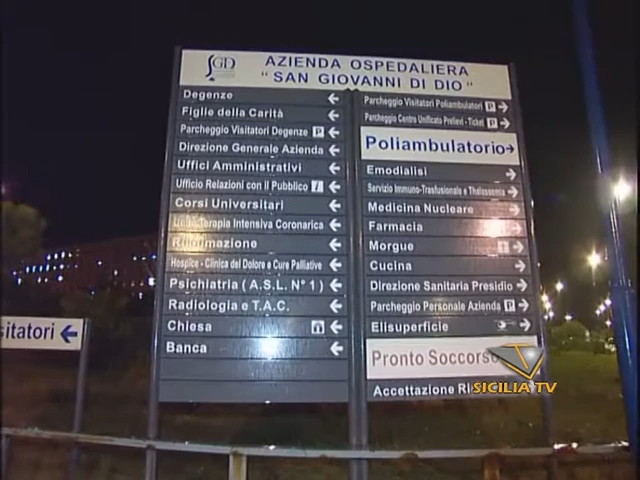 SGD
AZIENDA OSPEDALIERA
"SAN GIOVANNI DI DIO"
Degenze
Figlie della Carità
Parcheggio Visitatori Degenze P
Direzione Generale Azienda
Uffici Amministrativi
Ufficio Relazioni con il Pubblico i
Corsi Universitari
Unità Terapia Intensiva Coronarica
Rianimazione
Hospice - Clinica del Dolore e Cure Palliative
Psichiatria (A.S.L. N° 1)
Radiologia e T.A.C.
Chiesa
Banca
Parcheggio Visitatori Poliambulatori P
Parcheggio Centro Unificato Prelievi - Ticket P
Poliambulatorio
Emodialisi
Servizio Immuno-Trasfusionale e Thalassemia
Medicina Nucleare
Farmacia
Morgue
Cucina
Direzione Sanitaria Presidio
Parcheggio Personale Azienda P
Elisuperficie
Pronto Soccorso
Accettazione
sitatori
SICILIA TV